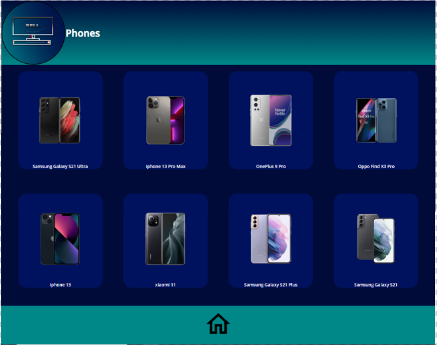 Phones
Samsung Galaxy S21 Ultra
Iphone 13 Pro Max
OnePlus 9 Pro
Oppo Find X3 Pro
Iphone 13
xiaomi 11
Samsung Galaxy S21 Plus
Samsung Galaxy S21